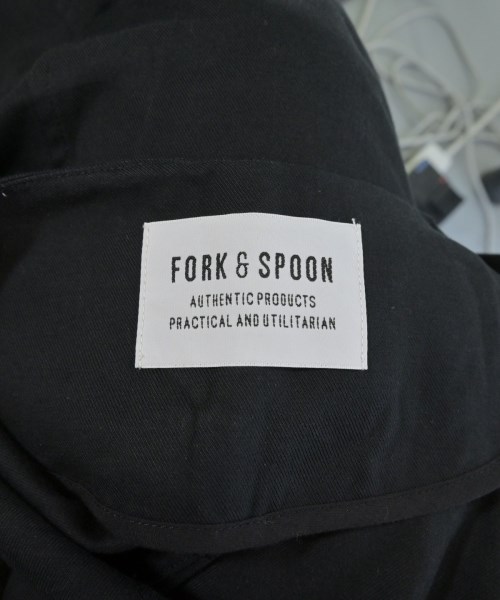 FORK & SPOON
AUTHENTIC PRODUCTS
PRACTICAL AND UTILITARIAN